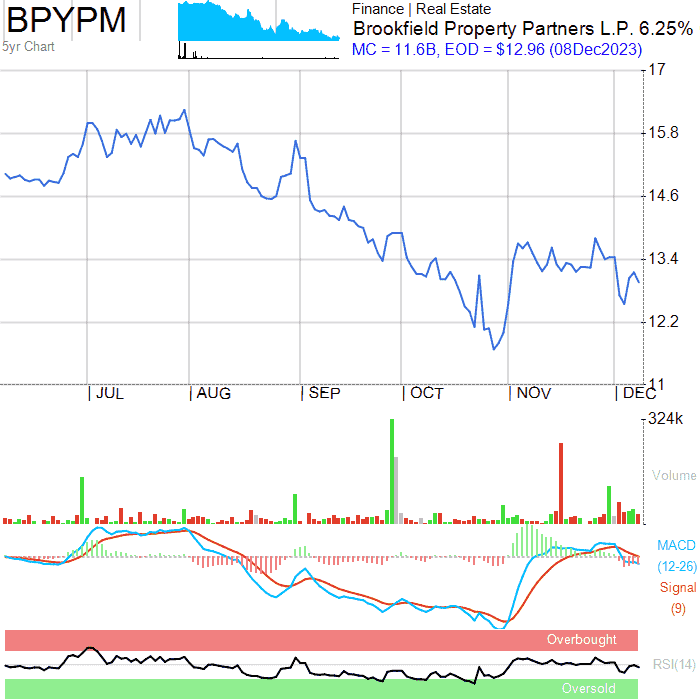 BPYPM
5yr Chart
Finance | Real Estate
Brookfield Property Partners L.P. 6.25%
MC = 11.6B, EOD = $12.96 (08Dec2023)
17
15.8
14.6
13.4
12.2
11
JUL AUG SEP OCT NOV DEC
324k
Volume
MACD
(12-26)
Signal
(9)
Overbought
RSI(14)
Oversold